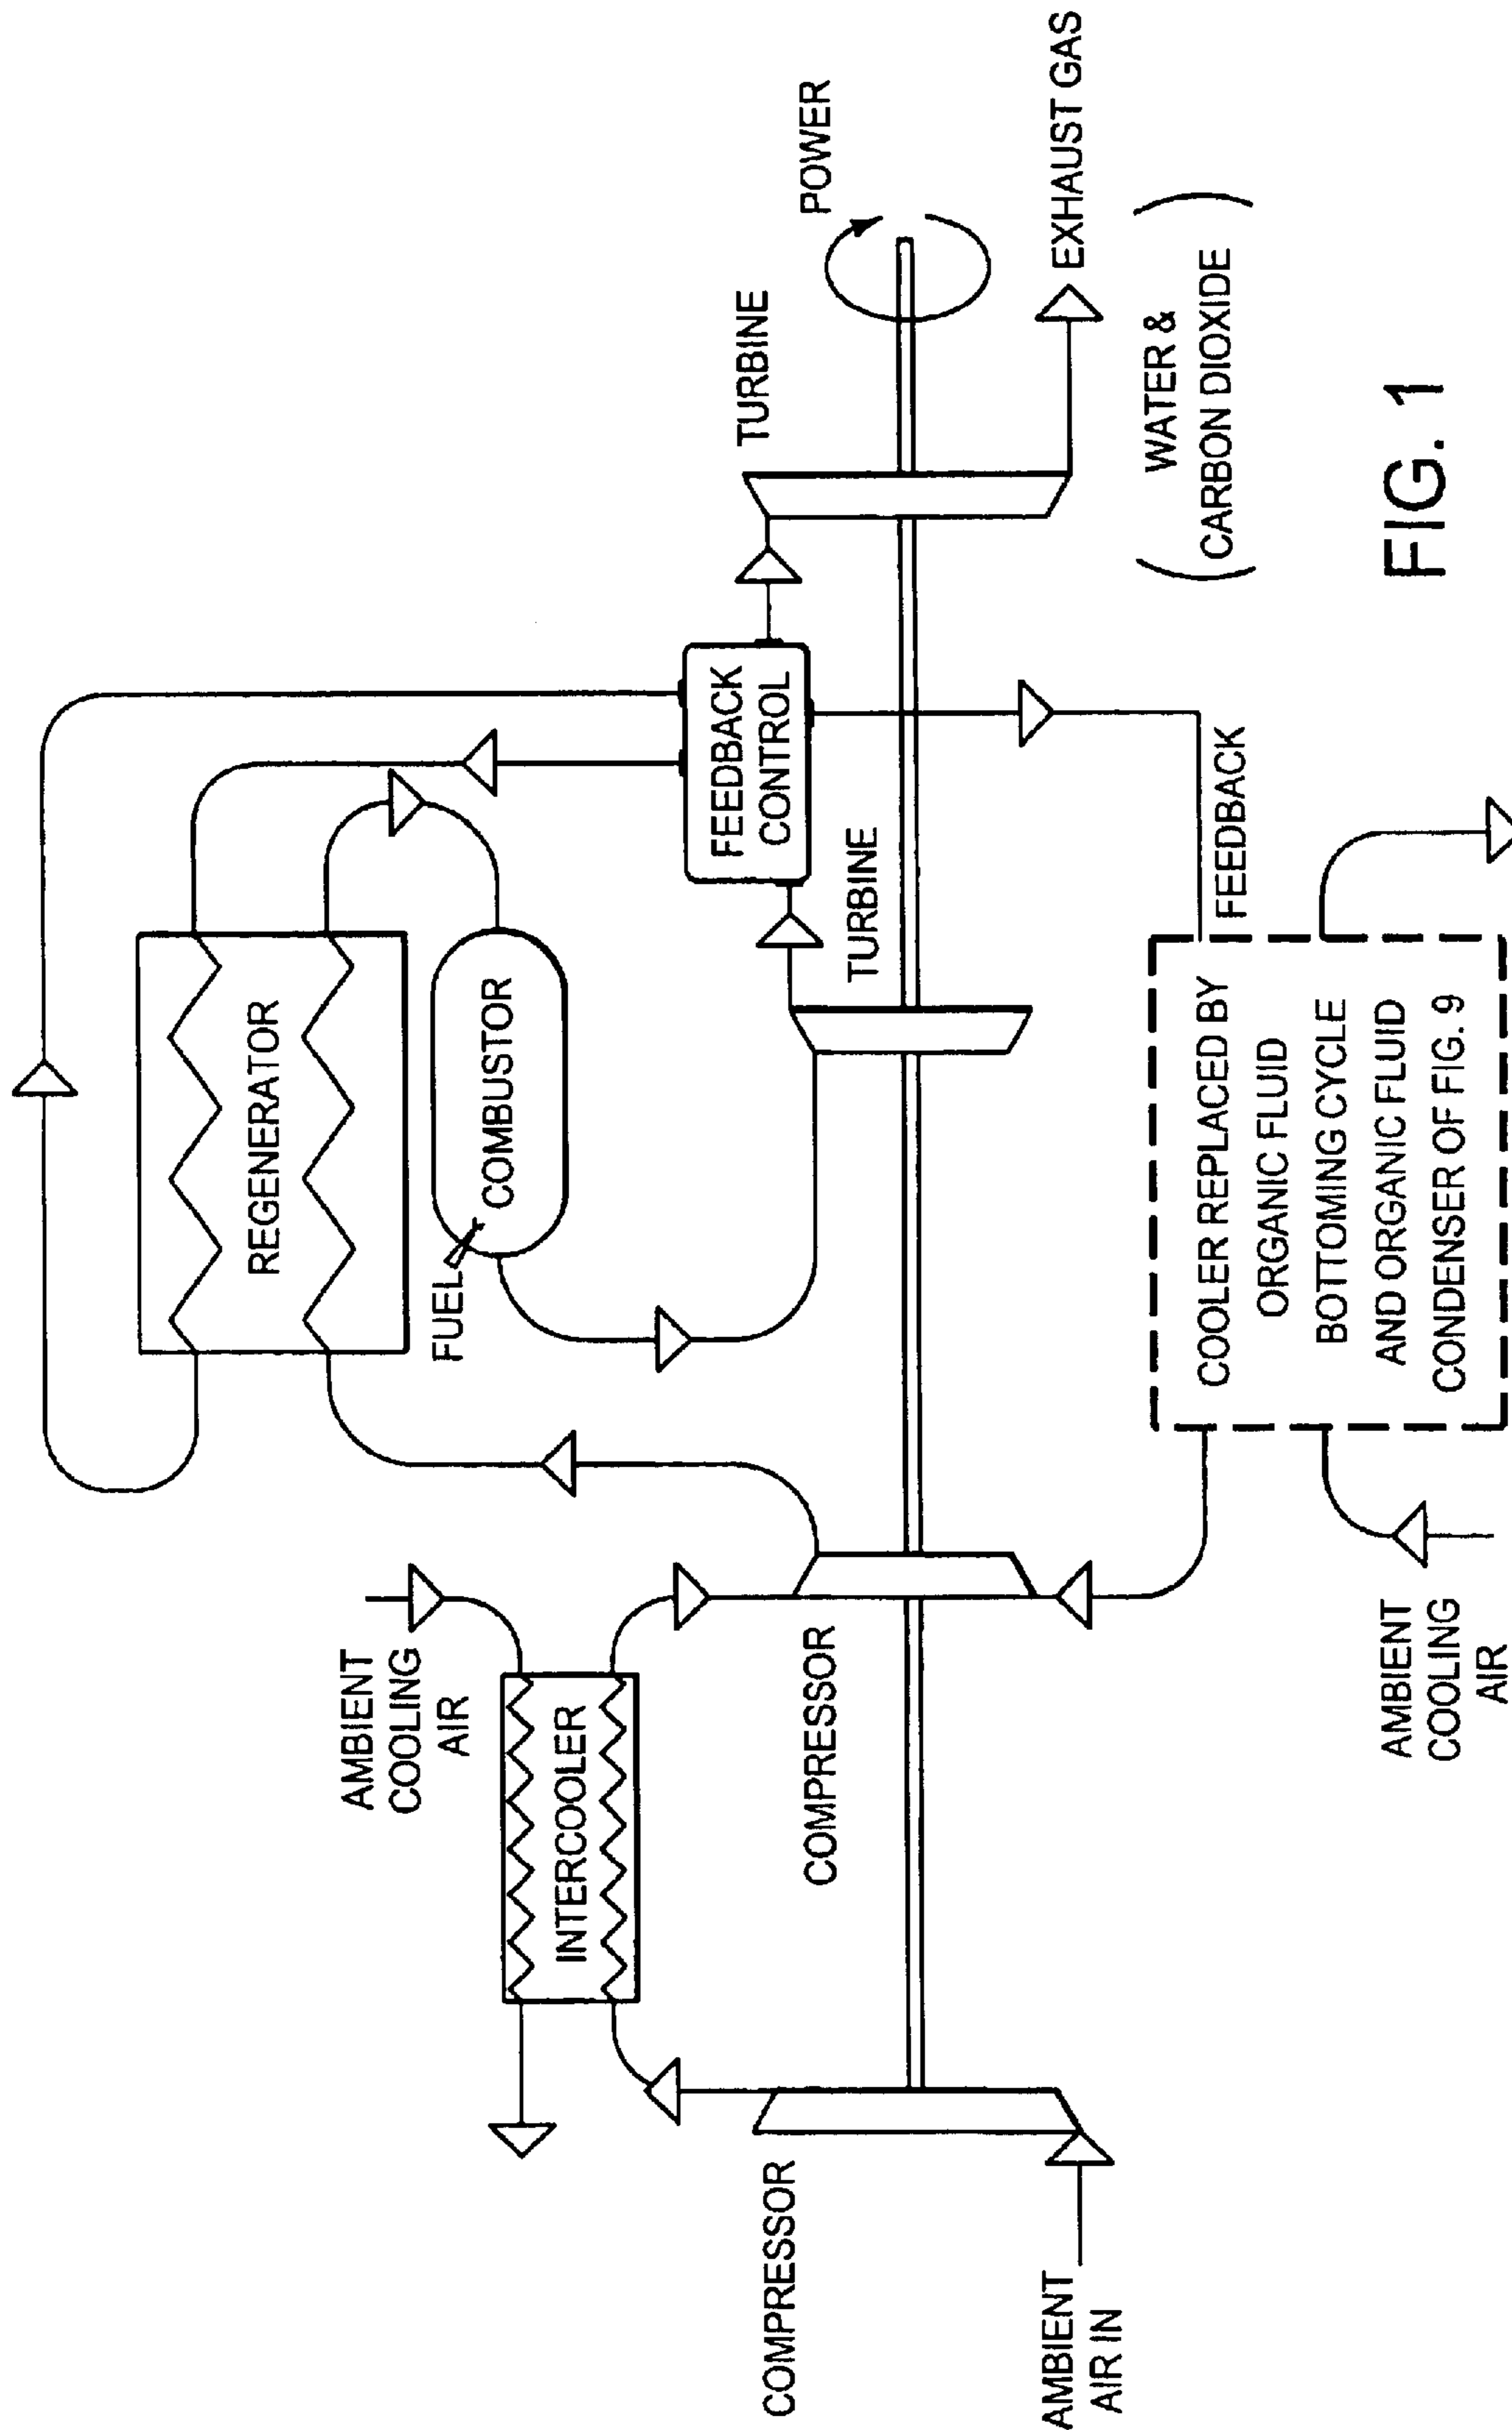 REGENERATOR
FUEL
COMBUSTOR
AMBIENT
COOLING
AIR
INTERCOOLER
FEEDBACK
CONTROL
TURBINE
POWER
COMPRESSOR
COMPRESSOR
TURBINE
AMBIENT
AIR IN
EXHAUST GAS
WATER &
CARBON DIOXIDE
FEEDBACK
COOLER REPLACED BY
ORGANIC FLUID
BOTTOMING CYCLE
AND ORGANIC FLUID
CONDENSER OF FIG. 9
AMBIENT
COOLING
AIR
FIG. 1